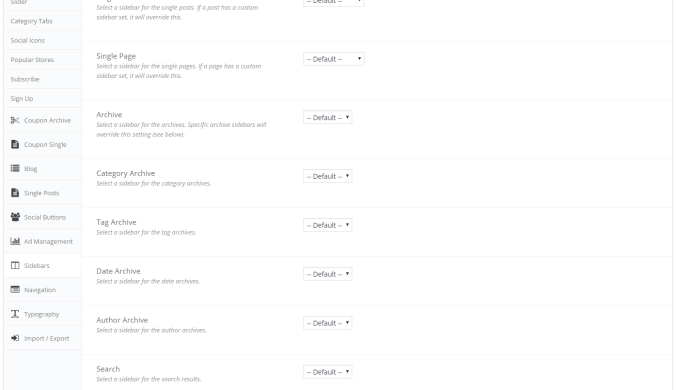 Slider
Category Tabs
Social Icons
Popular Stores
Subscribe
Sign Up
Coupon Archive
Coupon Single
Blog
Single Posts
Social Buttons
Ad Management
Sidebars
Navigation
Typography
Import / Export
Select a sidebar for the single posts. If a post has a custom
sidebar set, it will override this.
-- Default --
Single Page
Select a sidebar for the single pages. If a page has a custom
sidebar set, it will override this.
-- Default --
Archive
Select a sidebar for the archives. Specific archive sidebars will
override this setting (see below).
-- Default --
Category Archive
Select a sidebar for the category archives.
-- Default --
Tag Archive
Select a sidebar for the tag archives.
-- Default --
Date Archive
Select a sidebar for the date archives.
-- Default --
Author Archive
Select a sidebar for the author archives.
-- Default --
Search
Select a sidebar for the search results.
-- Default --